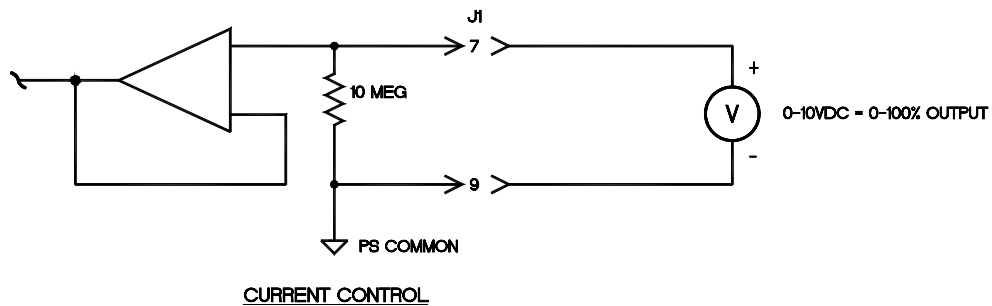 J1
7
+
10 MEG
V
0-10VDC = 0-100% OUTPUT
-
9
PS COMMON
CURRENT CONTROL